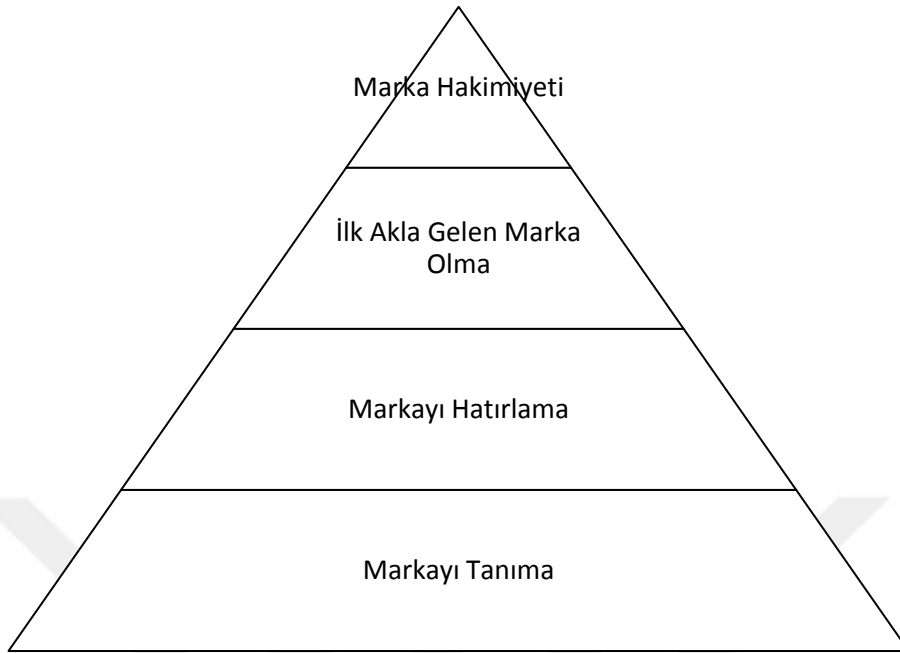 Marka Hakimiyeti
İlk Akla Gelen Marka
Olma
Markayı Hatırlama
Markayı Tanıma